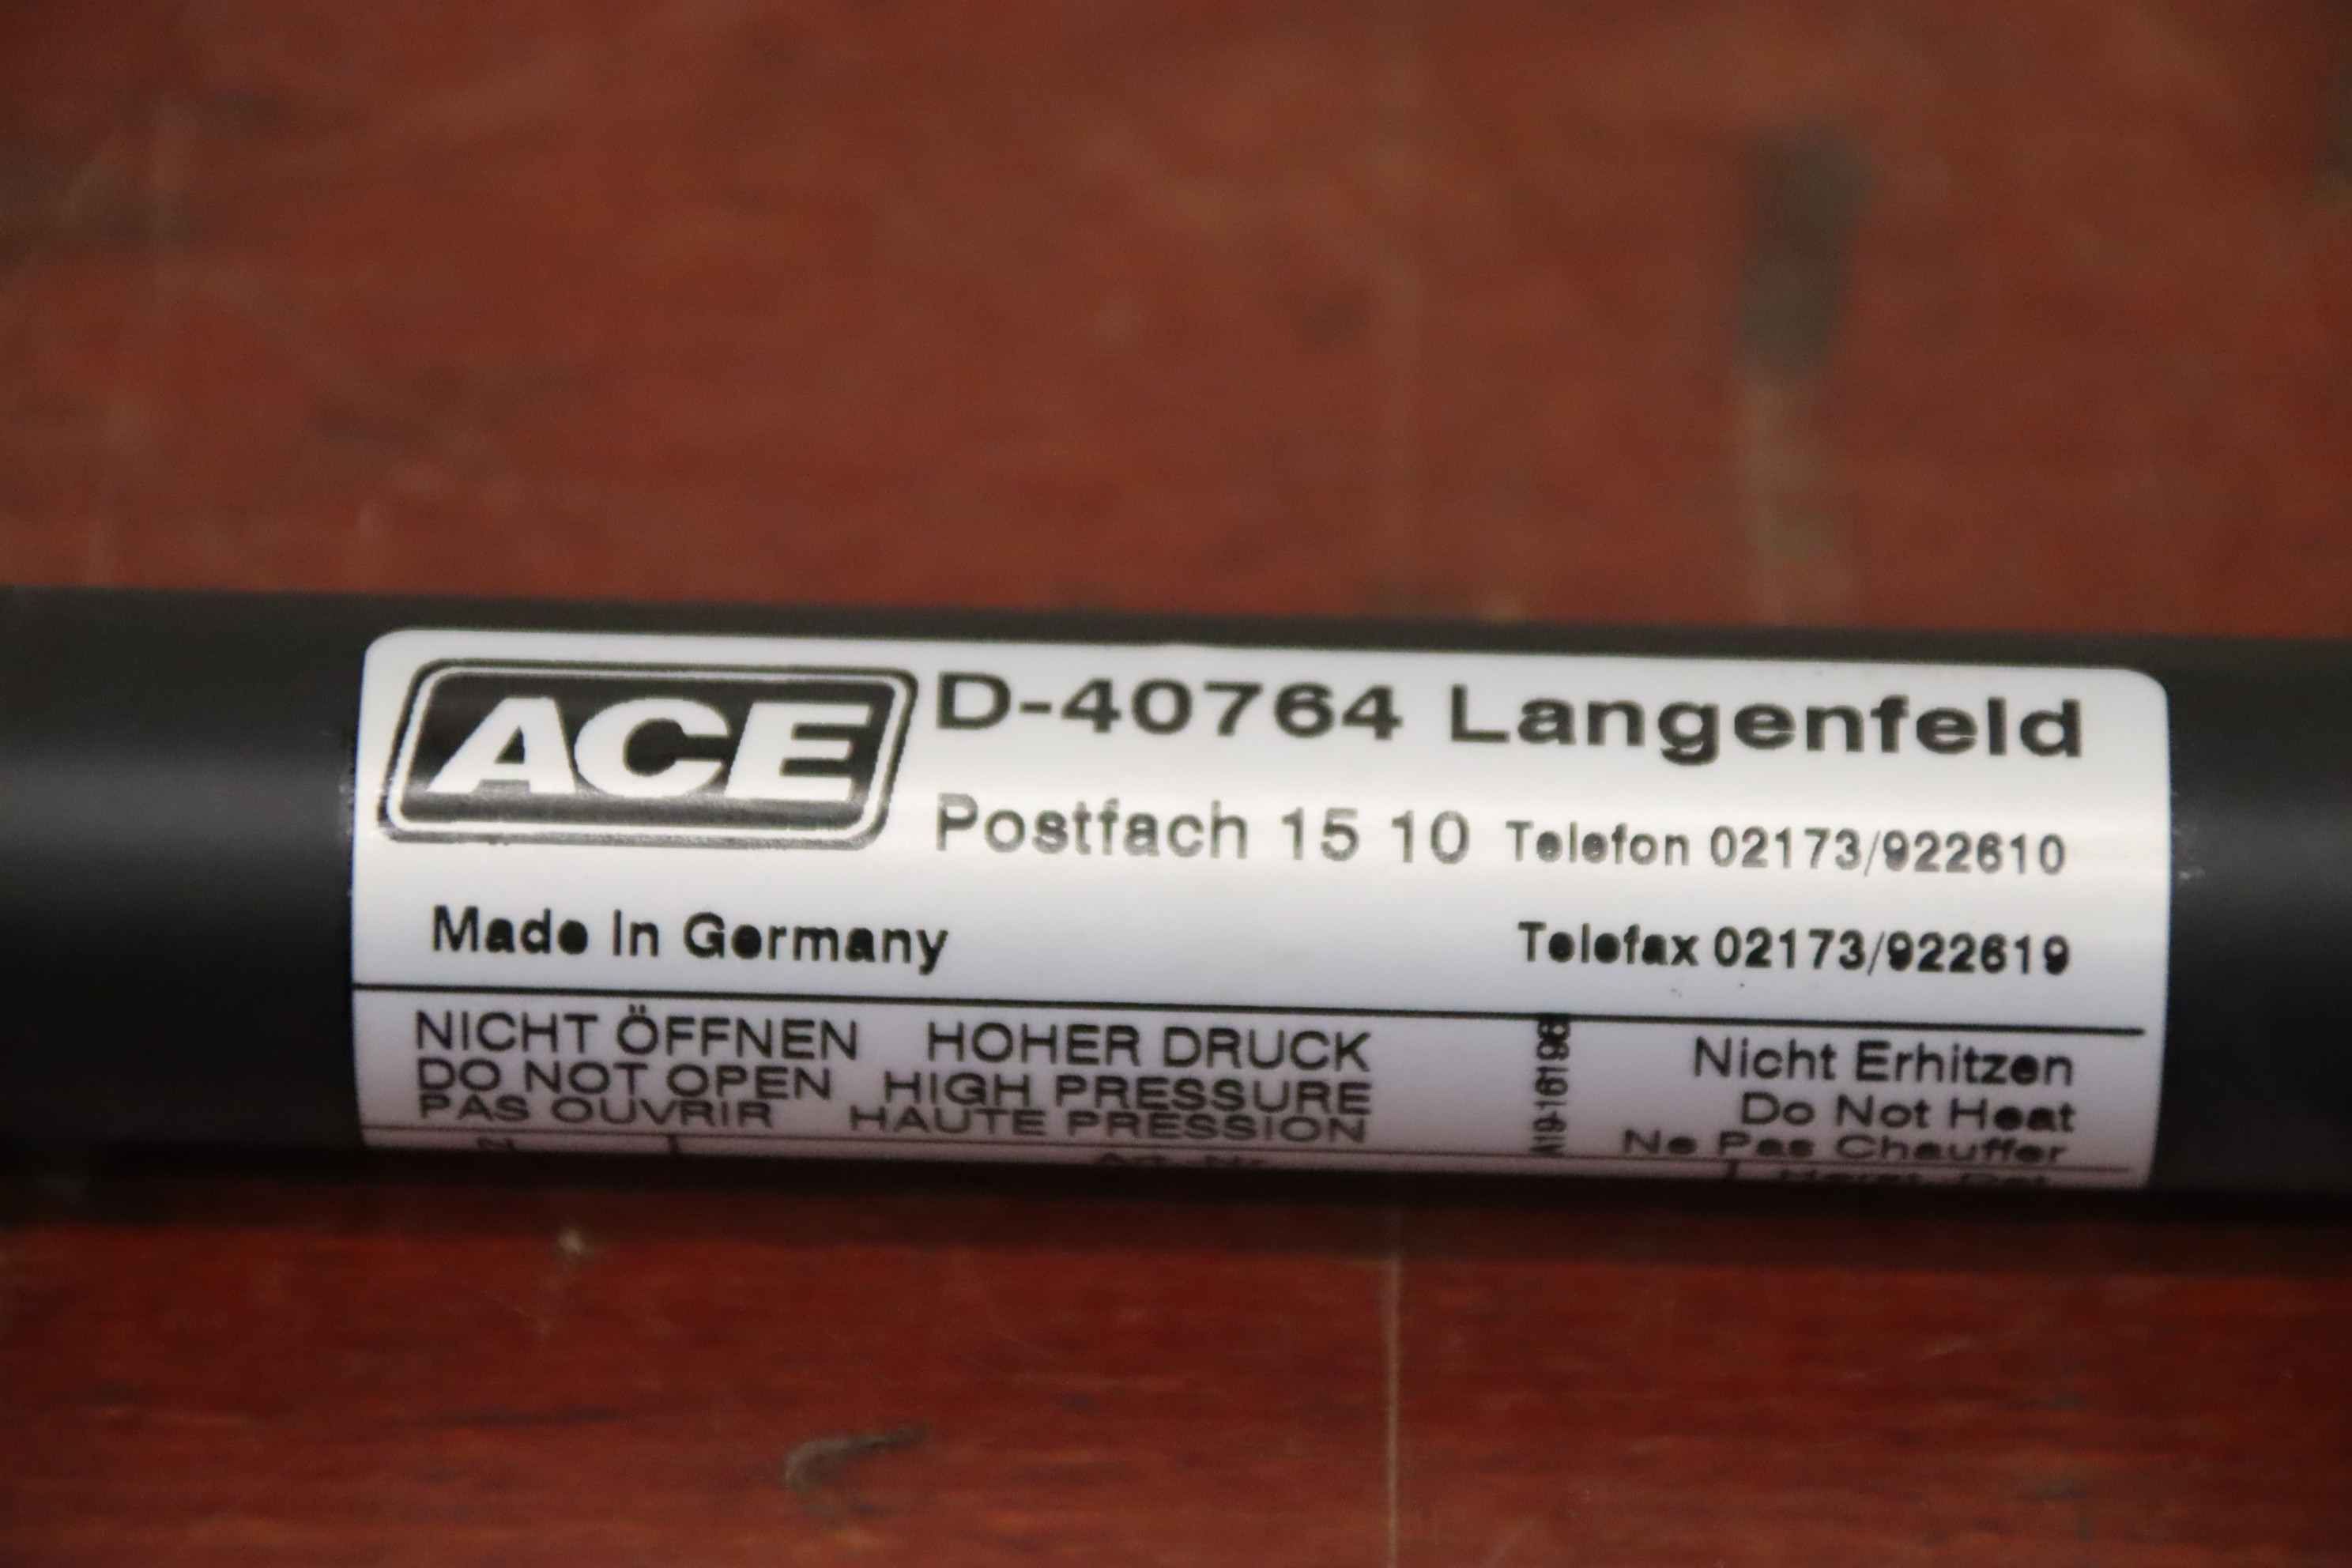 ACE
D-40764 Langenfeld
Postfach 15 10 Telefon 02173/922610
Made In Germany Telefax 02173/922619
NICHT ÖFFNEN HOHER DRUCK
DO NOT OPEN HIGH PRESSURE
PAS OUVRIR HAUTE PRESSION
Nicht Erhitzen
Do Not Heat
Ne Pas Chauffer